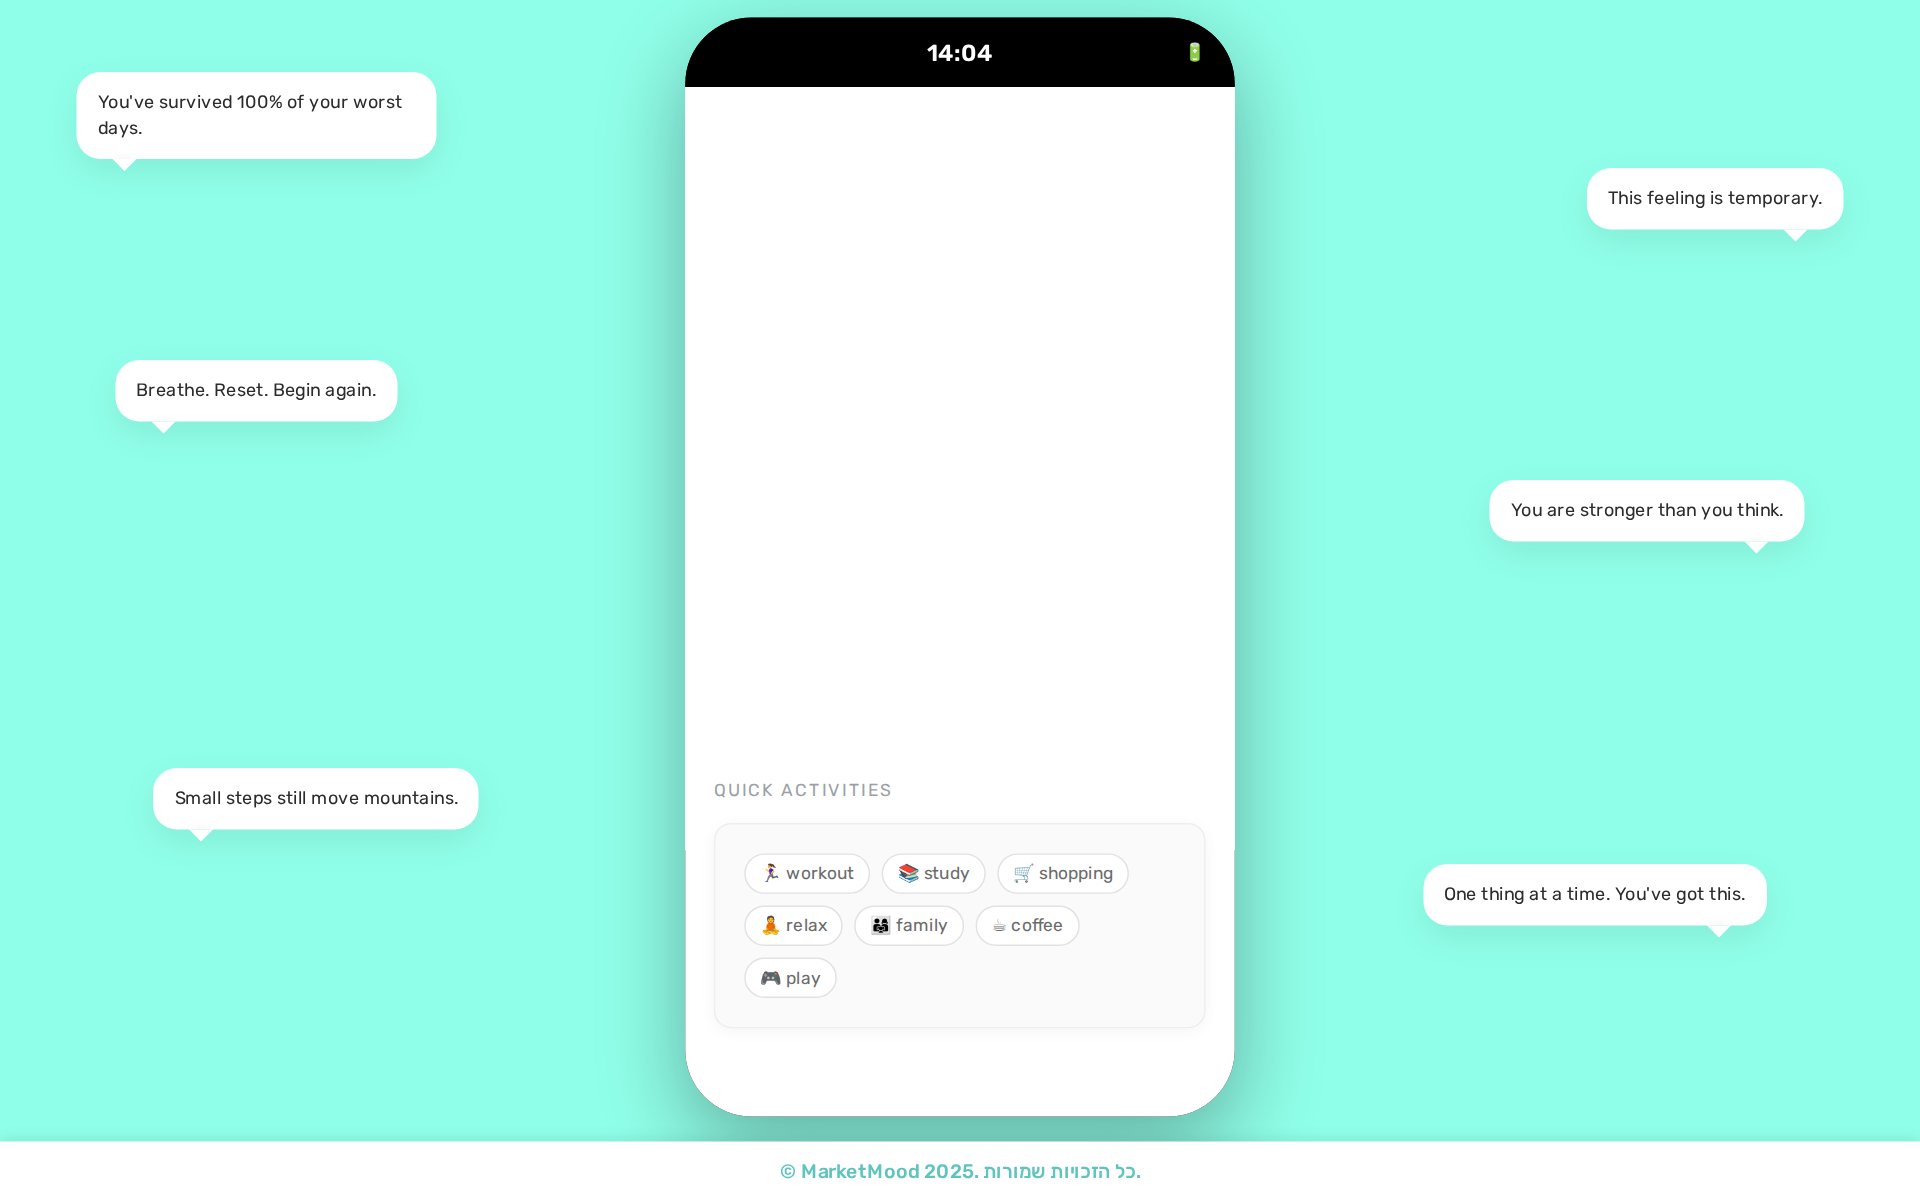 14:04
You've survived 100% of your worst
days.
This feeling is temporary.
Breathe. Reset. Begin again.
You are stronger than you think.
Small steps still move mountains.
One thing at a time. You've got this.
QUICK ACTIVITIES
🏃‍♀️ workout 📚 study 🛒 shopping
🧘 relax 👨‍👩‍👧 family ☕ coffee
🎮 play
© MarketMood 2025. כל הזכויות שמורות.